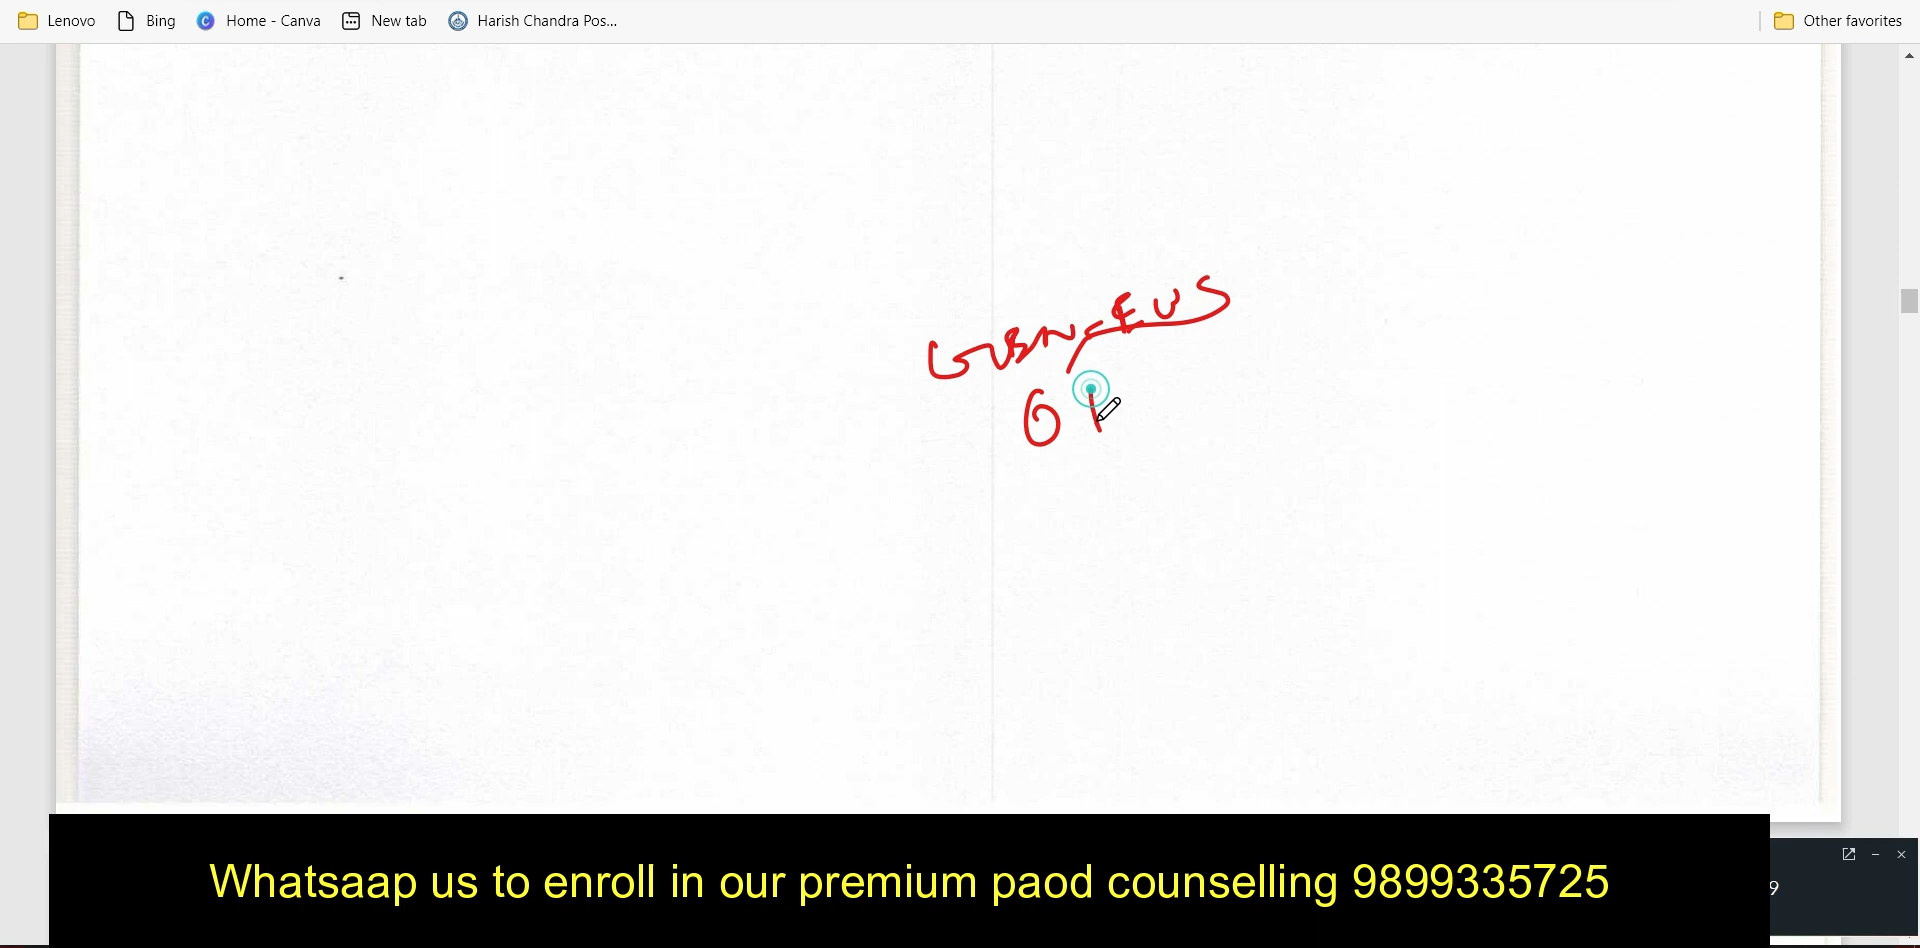 Lenovo Bing Home - Canva New tab Harish Chandra Pos... Other favorites
Whatsaap us to enroll in our premium paod counselling 9899335725
9